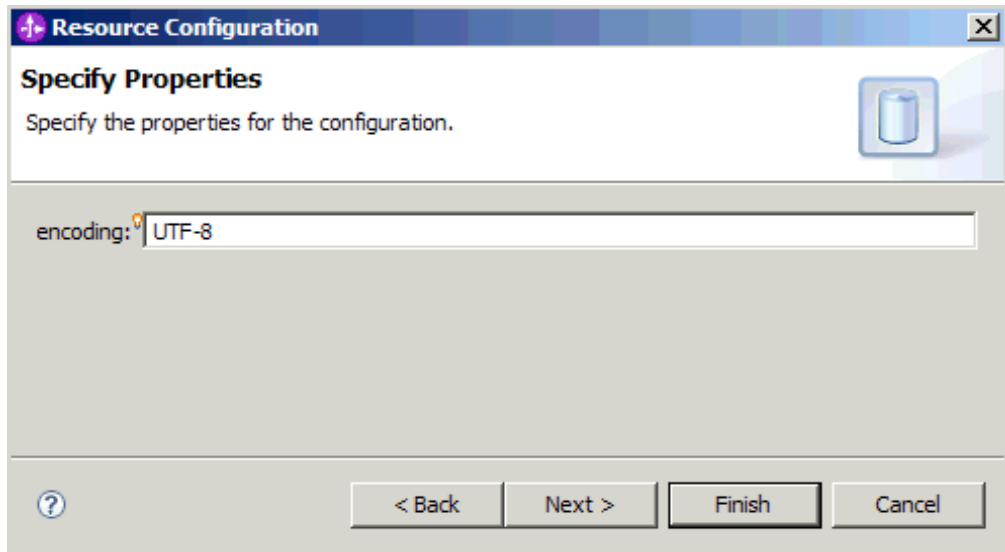 Resource Configuration
Specify Properties
Specify the properties for the configuration.
encoding: UTF-8
< Back Next > Finish Cancel